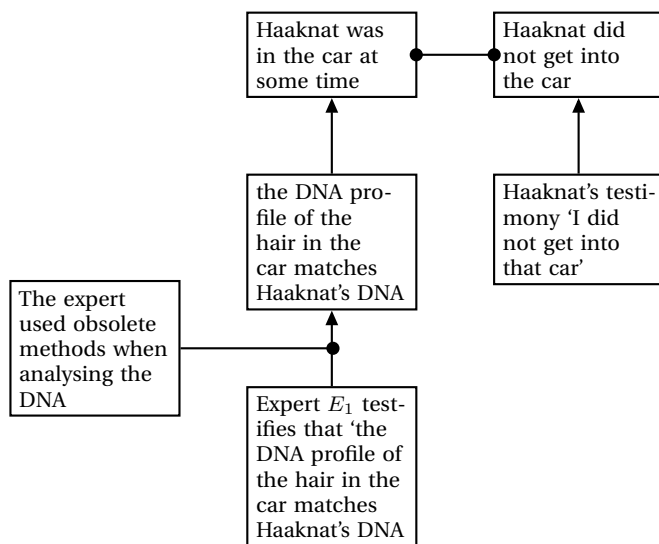 Haaknat was
in the car at
some time
Haaknat did
not get into
the car
the DNA pro-
file of the
hair in the
car matches
Haaknat's DNA
Haaknat's testi-
mony 'I did
not get into
that car'
The expert
used obsolete
methods when
analysing the
DNA
Expert E₁ test-
ifies that 'the
DNA profile of
the hair in the
car matches
Haaknat's DNA